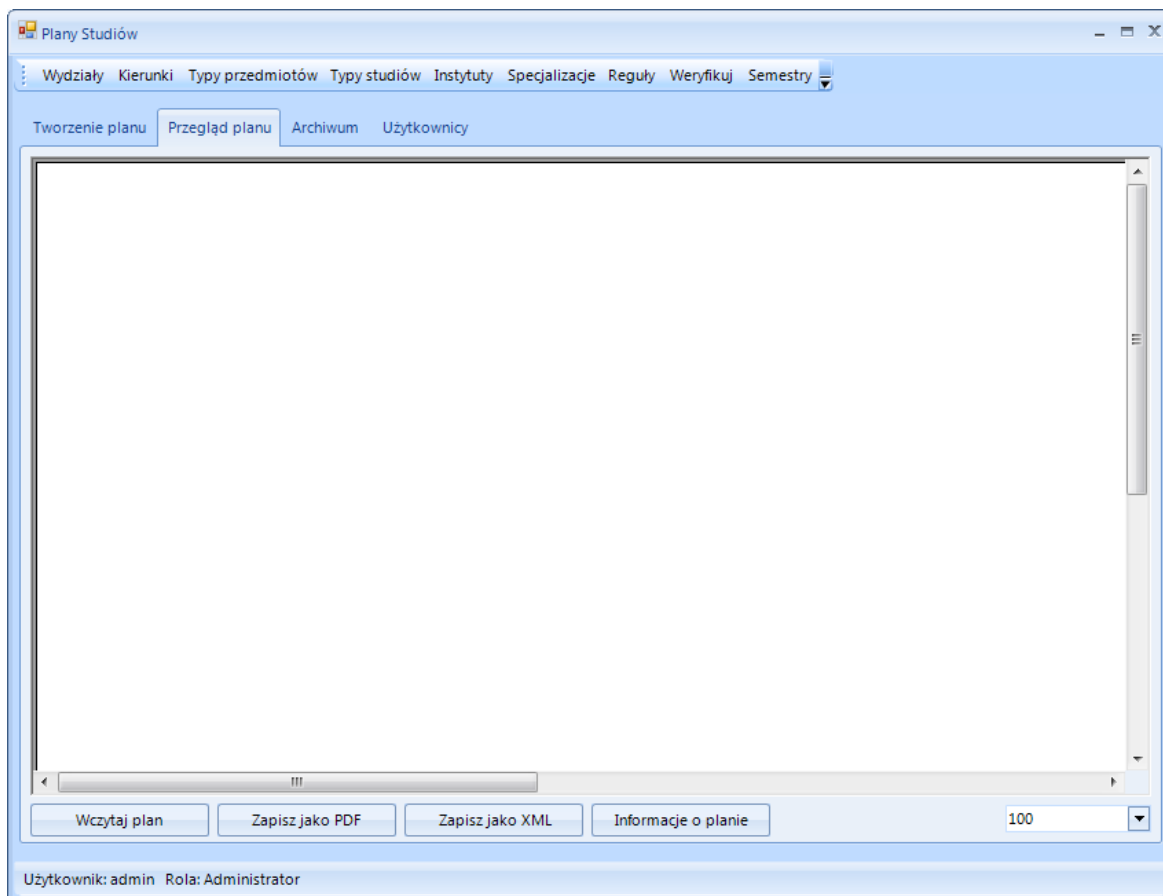 Plany Studiów
Wydziały Kierunki Typy przedmiotów Typy studiów Instytuty Specjalizacje Reguły Weryfikuj Semestry
Tworzenie planu Przegląd planu Archiwum Użytkownicy
Wczytaj plan Zapisz jako PDF Zapisz jako XML Informacje o planie 100
Użytkownik: admin Rola: Administrator